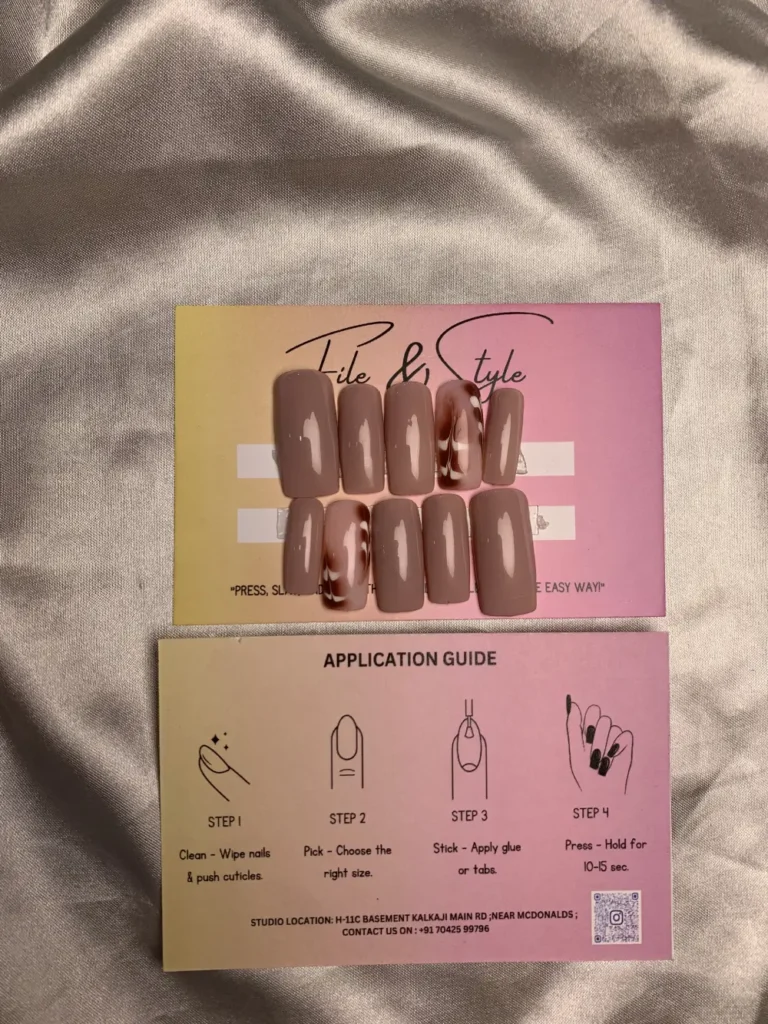 File & Style
"PRESS, EASY WAY!"
APPLICATION GUIDE
STEP 1
Clean - Wipe nails
& push cuticles.
STEP 2
Pick - Choose the
right size.
STEP 3
Stick - Apply glue
or tabs.
STEP 4
Press - Hold for
10-15 sec.
STUDIO LOCATION: H-11C BASEMENT KALKAJI MAIN RD ;NEAR MCDONALDS ;
CONTACT US ON : +91 70425 99796